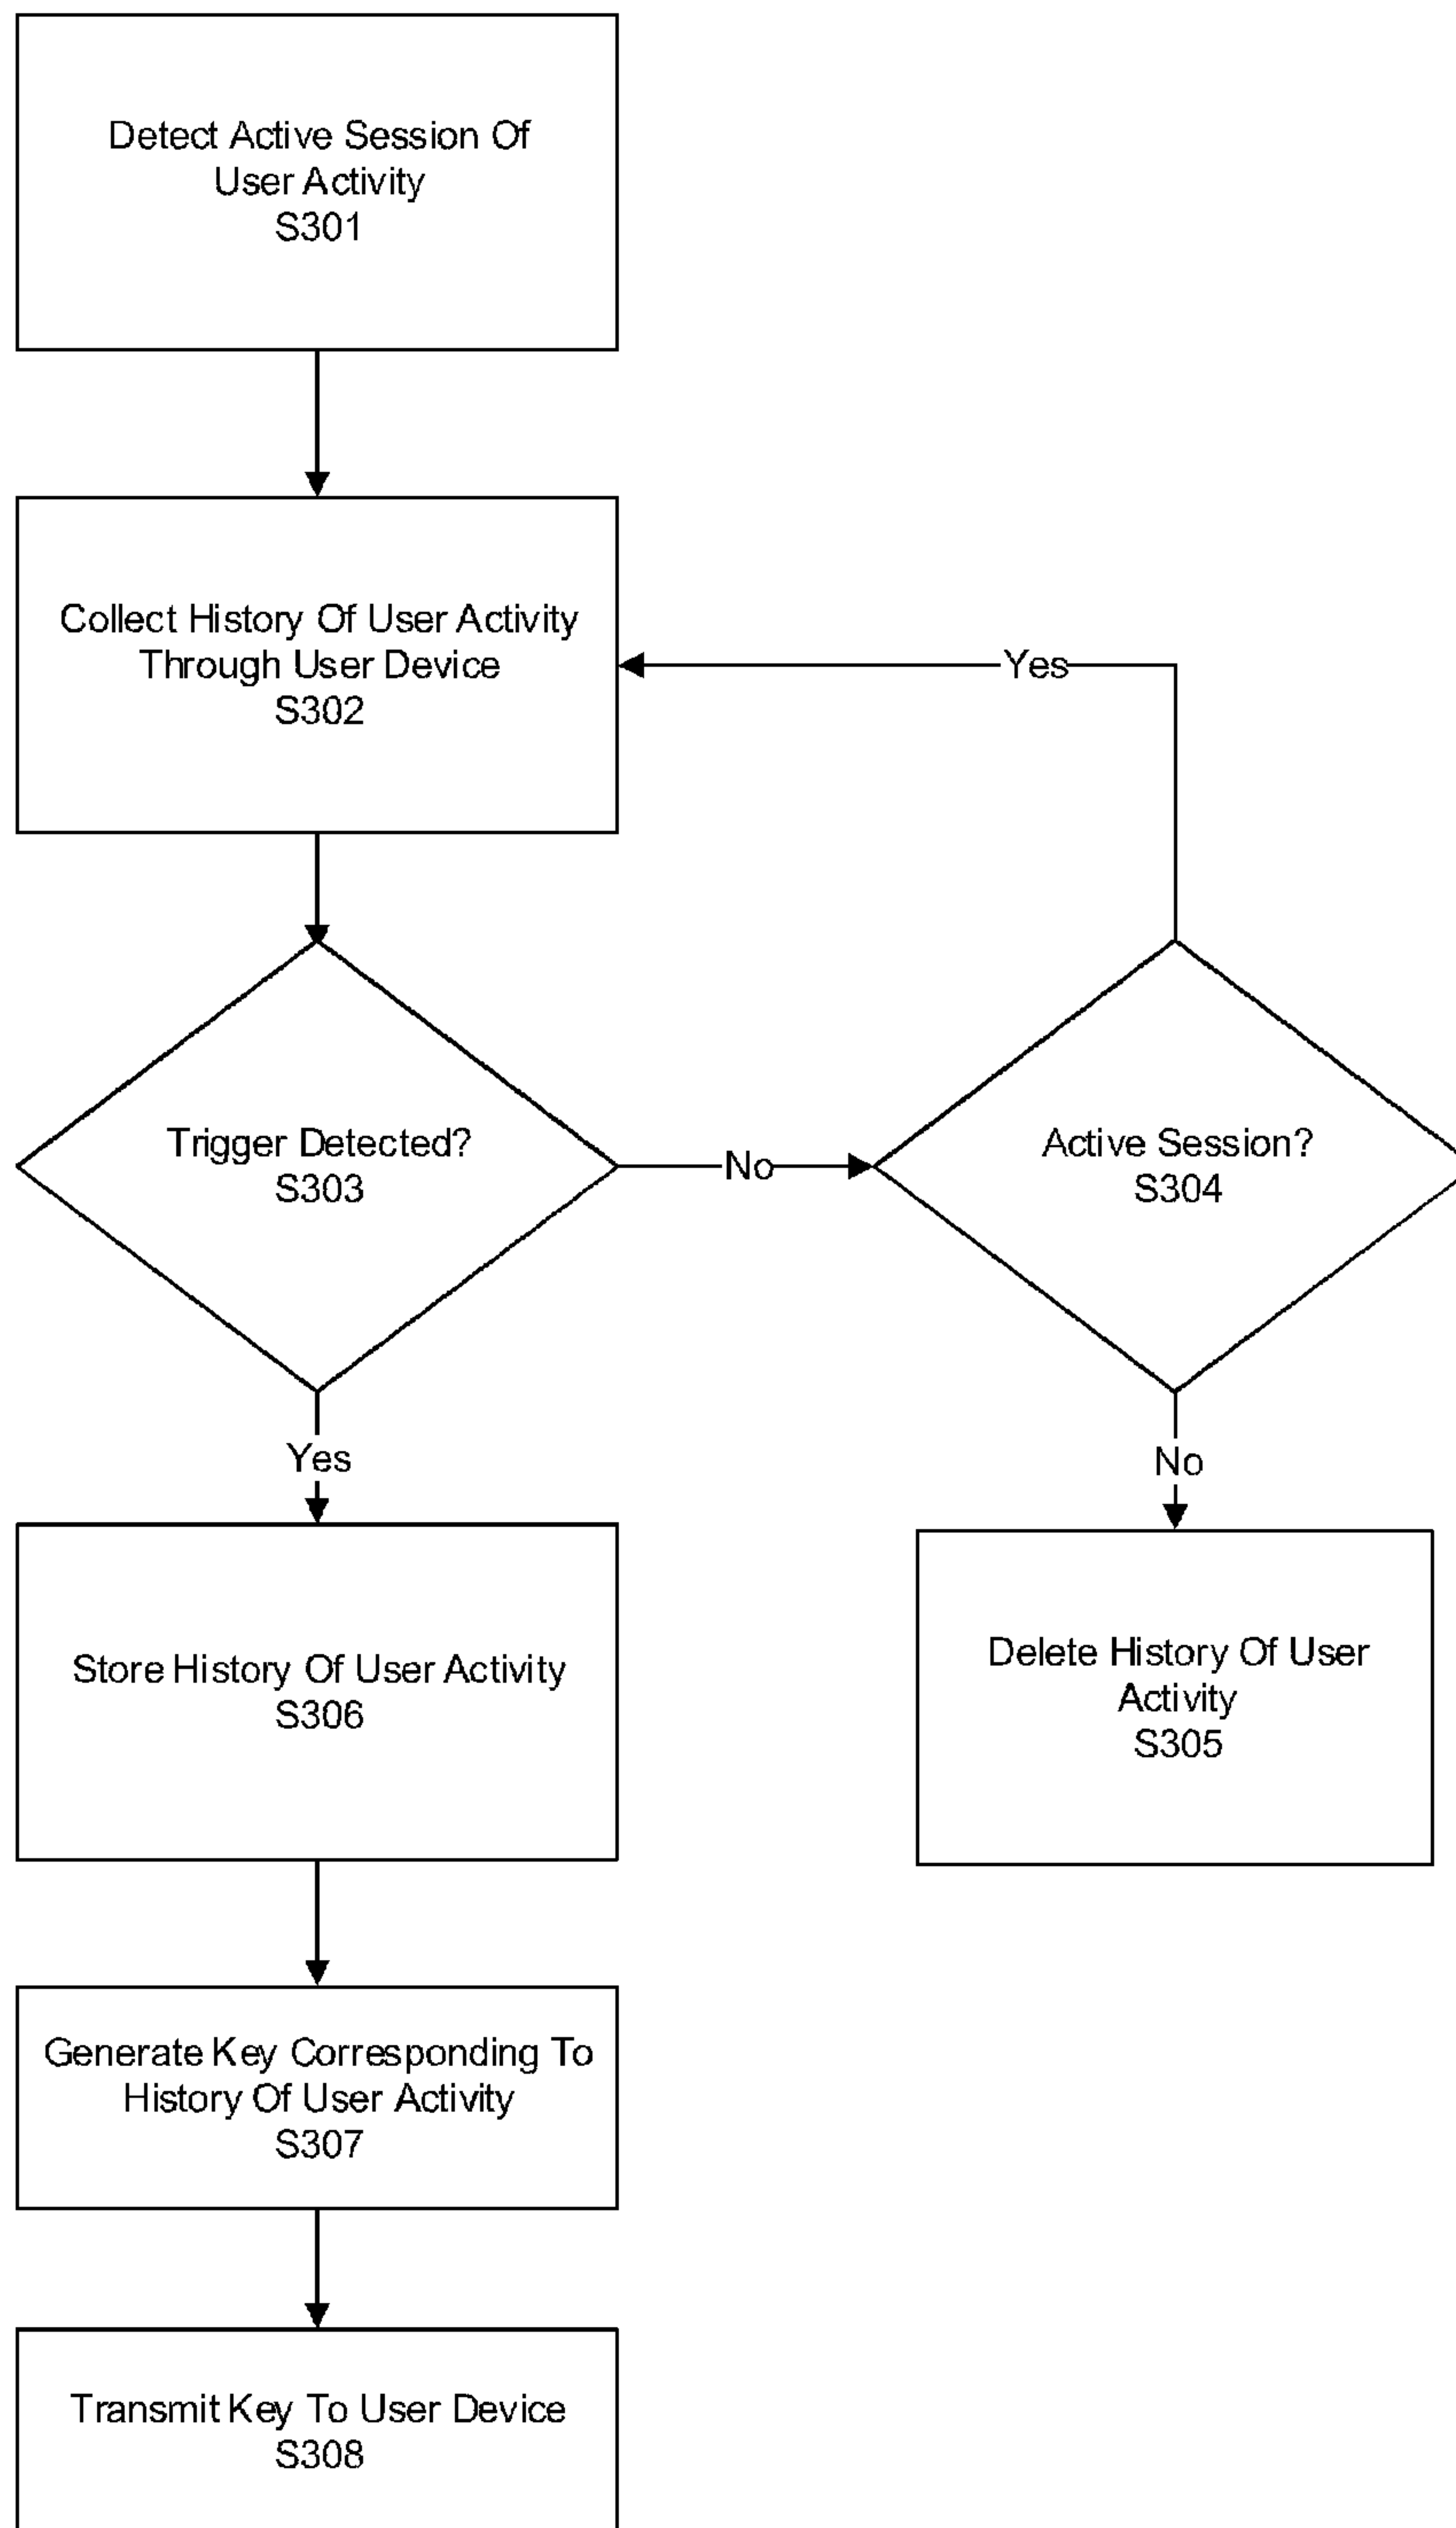 Detect Active Session Of
User Activity
S301
Collect History Of User Activity
Through User Device
S302
Yes
Trigger Detected?
S303
No
Active Session?
S304
Yes
No
Store History Of User Activity
S306
Delete History Of User
Activity
S305
Generate Key Corresponding To
History Of User Activity
S307
Transmit Key To User Device
S308